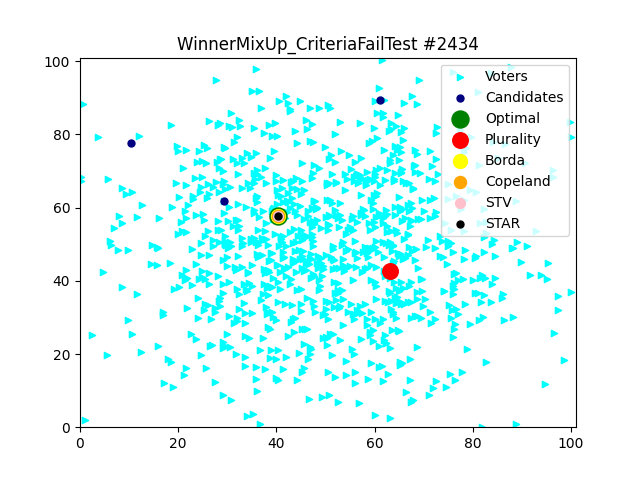 WinnerMixUp_CriteriaFailTest #2434
100
80
60
40
20
0
0
20
40
60
80
100
Voters
Candidates
Optimal
Plurality
Borda
Copeland
STV
STAR